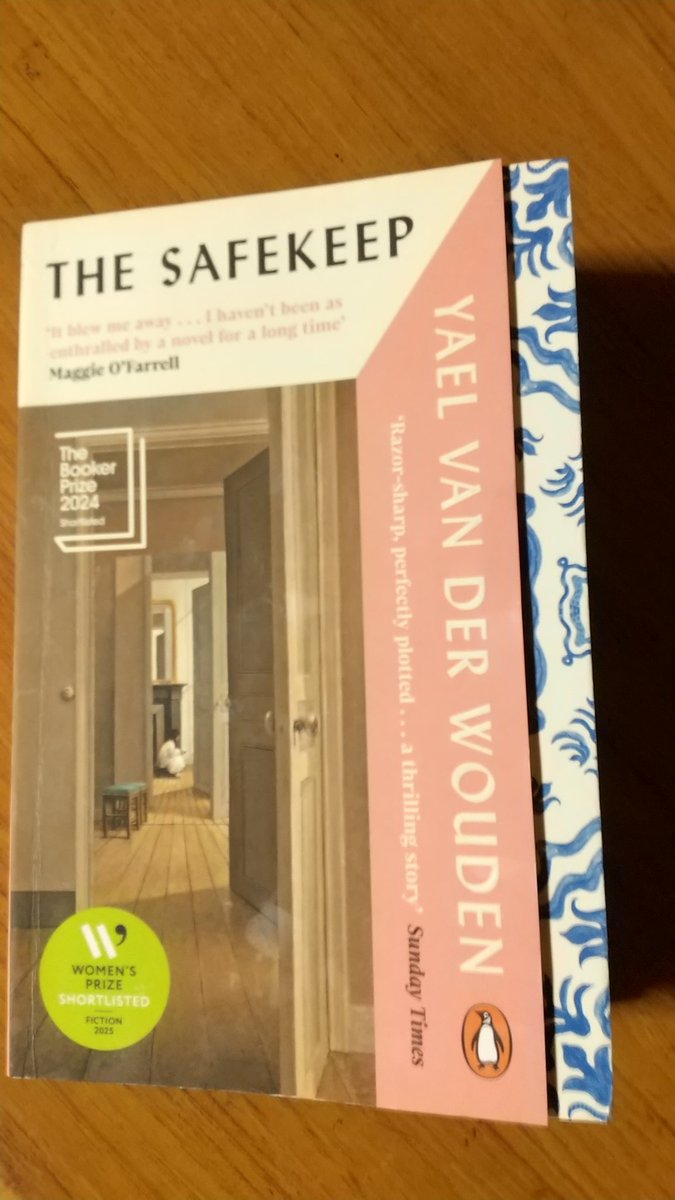 THE SAFEKEEP
‘It blew me away . . . I haven’t been as
enthralled by a novel for a long time’
Maggie O’Farrell
YAEL VAN DER WOUDEN
‘Razor-sharp, perfectly plotted . . . a thrilling story’ Sunday Times
The
Booker
Prize
2024
Shortlisted
WOMEN’S
PRIZE
SHORTLISTED
FICTION
2025